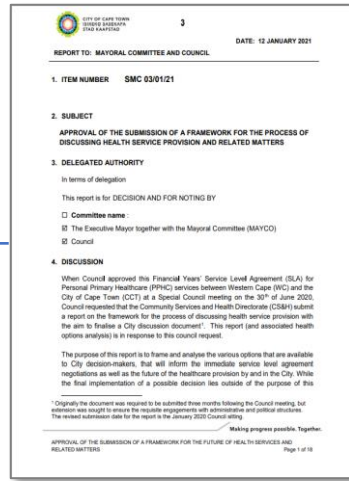 CITY OF CAPE TOWN
ISIXEKO SASEKAPA
STAD KAAPSTAD
3
DATE: 12 JANUARY 2021
REPORT TO: MAYORAL COMMITTEE AND COUNCIL
1. ITEM NUMBER SMC 03/01/21
2. SUBJECT
APPROVAL OF THE SUBMISSION OF A FRAMEWORK FOR THE PROCESS OF
DISCUSSING HEALTH SERVICE PROVISION AND RELATED MATTERS
3. DELEGATED AUTHORITY
In terms of delegation
This report is for DECISION AND FOR NOTING BY
☐ Committee name :
☑ The Executive Mayor together with the Mayoral Committee (MAYCO)
☑ Council
4. DISCUSSION
When Council approved this Financial Years' Service Level Agreement (SLA) for
Personal Primary Healthcare (PPHC) services between Western Cape (WC) and the
City of Cape Town (CCT) at a Special Council meeting on the 30th of June 2020,
Council requested that the Community Services and Health Directorate (CS&H) submit
a report on the framework for the process of discussing health service provision with
the aim to finalise a City discussion document¹. This report (and associated health
options analysis) is in response to this council request.
The purpose of this report is to frame and analyse the various options that are available
to City decision-makers, that will inform the immediate service level agreement
negotiations as well as the future of the healthcare provision by and in the City. While
the final implementation of a possible decision lies outside of the purpose of this
¹ Originally the document was required to be submitted three months following the Council meeting, but
extension was sought to ensure the requisite engagements with administrative and political structures.
The revised submission date for the report is the January 2020 Council sitting.
Making progress possible. Together.
APPROVAL OF THE SUBMISSION OF A FRAMEWORK FOR THE FUTURE OF HEALTH SERVICES AND
RELATED MATTERS Page 1 of 18